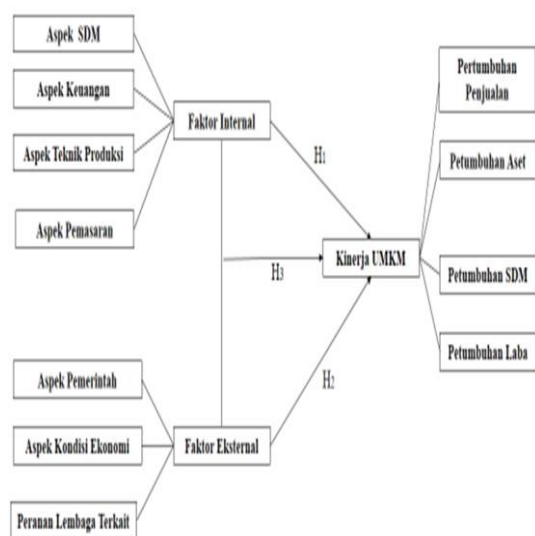 Aspek SDM
Aspek Keuangan
Aspek Teknik Produksi
Aspek Pemasaran
Faktor Internal
H1
H3
H2
Kinerja UMKM
Pertumbuhan
Penjualan
Petumbuhan Aset
Petumbuhan SDM
Petumbuhan Laba
Aspek Pemerintah
Aspek Kondisi Ekonomi
Peranan Lembaga Terkait
Faktor Eksternal